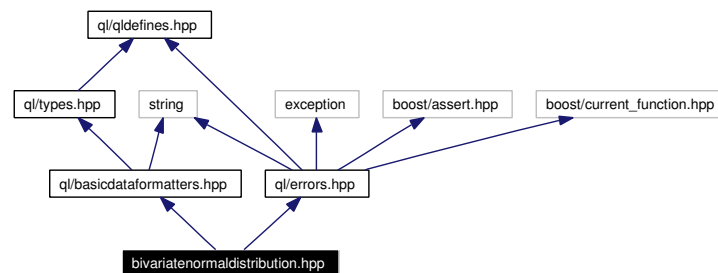 ql/qldefines.hpp
ql/types.hpp
string
exception
boost/assert.hpp
boost/current_function.hpp
ql/basicdataformatters.hpp
ql/errors.hpp
bivariatenormaldistribution.hpp